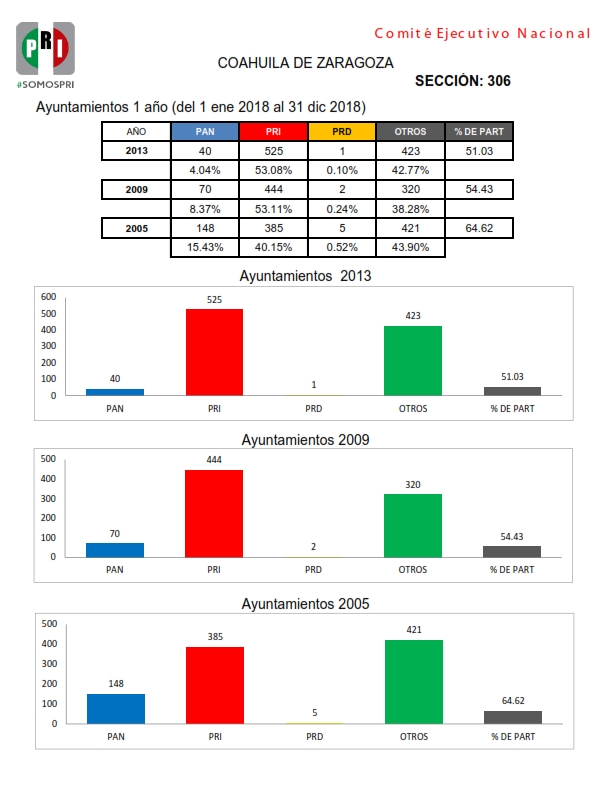 Comité Ejecutivo Nacional
PRI
#SOMOSPRI
COAHUILA DE ZARAGOZA
SECCIÓN: 306
Ayuntamientos 1 año (del 1 ene 2018 al 31 dic 2018)
AÑO PAN PRI PRD OTROS % DE PART
2013 40 525 1 423 51.03
4.04% 53.08% 0.10% 42.77%
2009 70 444 2 320 54.43
8.37% 53.11% 0.24% 38.28%
2005 148 385 5 421 64.62
15.43% 40.15% 0.52% 43.90%
Ayuntamientos 2013
600
500
400
300
200
100
0
40 525 1 423 51.03
PAN PRI PRD OTROS % DE PART
Ayuntamientos 2009
500
400
300
200
100
0
70 444 2 320 54.43
PAN PRI PRD OTROS % DE PART
Ayuntamientos 2005
500
400
300
200
100
0
148 385 5 421 64.62
PAN PRI PRD OTROS % DE PART